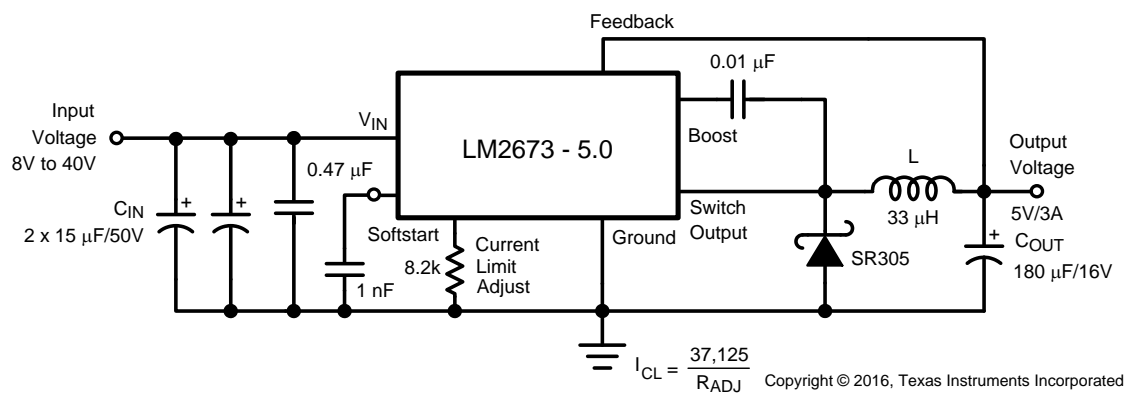 Feedback
0.01 μF
Input
Voltage
8V to 40V
VIN
LM2673 - 5.0
Boost
Output
Voltage
5V/3A
L
33 μH
0.47 μF
CIN
2 x 15 μF/50V
+
+
Softstart
1 nF
8.2k
Current
Limit
Adjust
Ground
Switch
Output
SR305
+
COUT
180 μF/16V
ICL = 37,125
RADJ
Copyright © 2016, Texas Instruments Incorporated